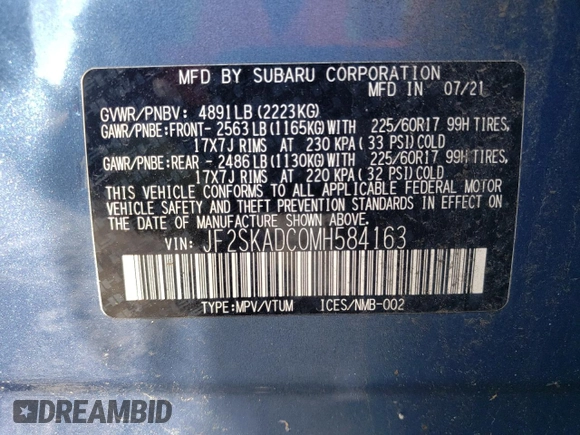 MFD BY SUBARU CORPORATION
MFD IN 07/21
GVWR/PNBV: 4891LB(2223KG)
GAWR/PNBE:FRONT-2563LB(1165KG)WITH 225/60R17 99H TIRES,
17X7J RIMS AT 230 KPA(33 PSI)COLD
GAWR/PNBE:REAR -2486LB(1130KG)WITH 225/60R17 99H TIRES,
17X7J RIMS AT 220 KPA(32 PSI)COLD
THIS VEHICLE CONFORMS TO ALL APPLICABLE FEDERAL MOTOR
VEHICLE SAFETY AND THEFT PREVENTION STANDARDS IN EFFECT ON
THE DATE OF MANUFACTURE SHOWN ABOVE.
VIN: JF2SKADC0MH584163
TYPE:MPV/VTUM ICES/NMB-002
DREAMBID
DREAMBID.COM